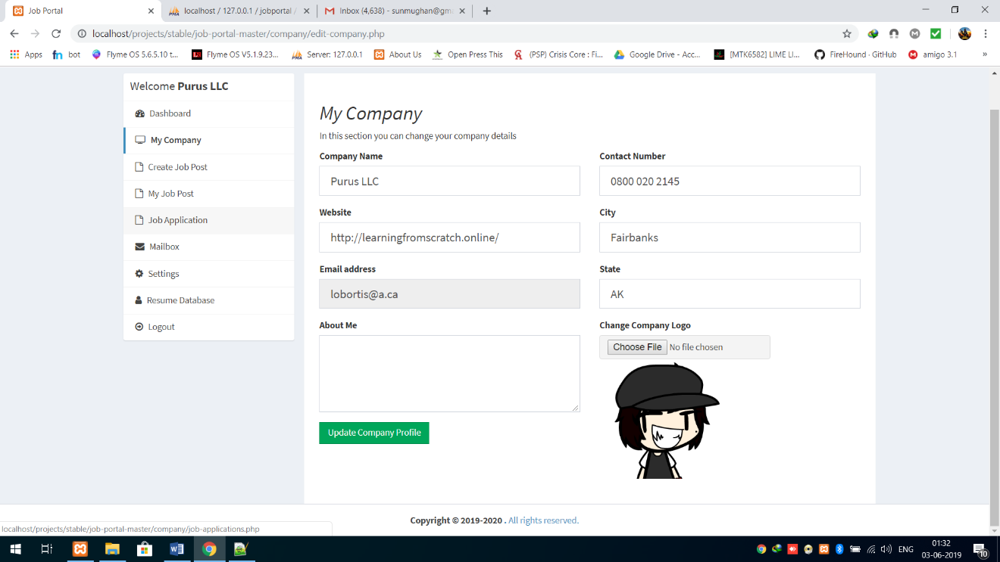 Job Portal
localhost / 127.0.0.1 / jobportal /
Inbox (4,638) - sunmughan@gm
localhost/projects/stable/job-portal-master/company/edit-company.php
Apps
bot
Flyme OS 5.6.5.10 t...
Flyme OS V5.1.9.23...
Server: 127.0.0.1
About Us
Open Press This
(PSP) Crisis Core : Fi...
Google Drive - Acc...
[MTK6582] LIME LI...
FireHound · GitHub
amigo 3.1
»
Welcome Purus LLC
Dashboard
My Company
Create Job Post
My Job Post
Job Application
Mailbox
Settings
Resume Database
Logout
My Company
In this section you can change your company details
Company Name
Purus LLC
Website
http://learningfromscratch.online/
Email address
lobortis@a.ca
About Me
Update Company Profile
Contact Number
0800 020 2145
City
Fairbanks
State
AK
Change Company Logo
Choose File No file chosen
Copyright © 2019-2020 . All rights reserved.
localhost/projects/stable/job-portal-master/company/job-applications.php
ENG
01:32
03-06-2019
10